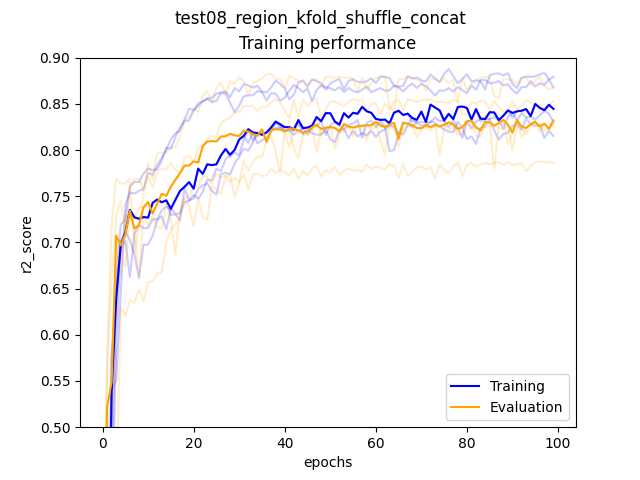 test08_region_kfold_shuffle_concat
Training performance
0.90
0.85
0.80
0.75
0.70
0.65
0.60
0.55
0.50
r2_score
0 20 40 60 80 100
epochs
Training
Evaluation